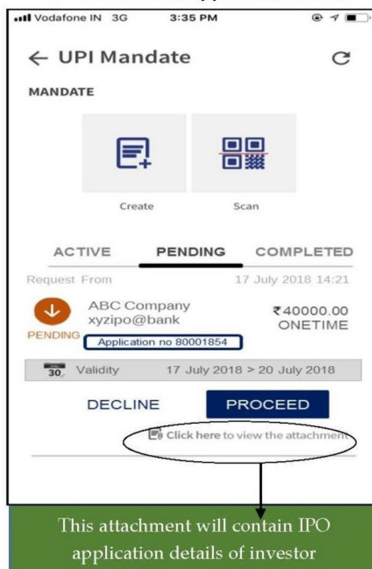 Vodafone IN 3G 3:35 PM
← UPI Mandate
MANDATE
Create Scan
ACTIVE PENDING COMPLETED
Request From 17 July 2018 14:21
ABC Company ₹40000.00
xyzipo@bank ONETIME
PENDING
Application no 80001854
30 Validity 17 July 2018 > 20 July 2018
DECLINE PROCEED
Click here to view the attachment
This attachment will contain IPO
application details of investor